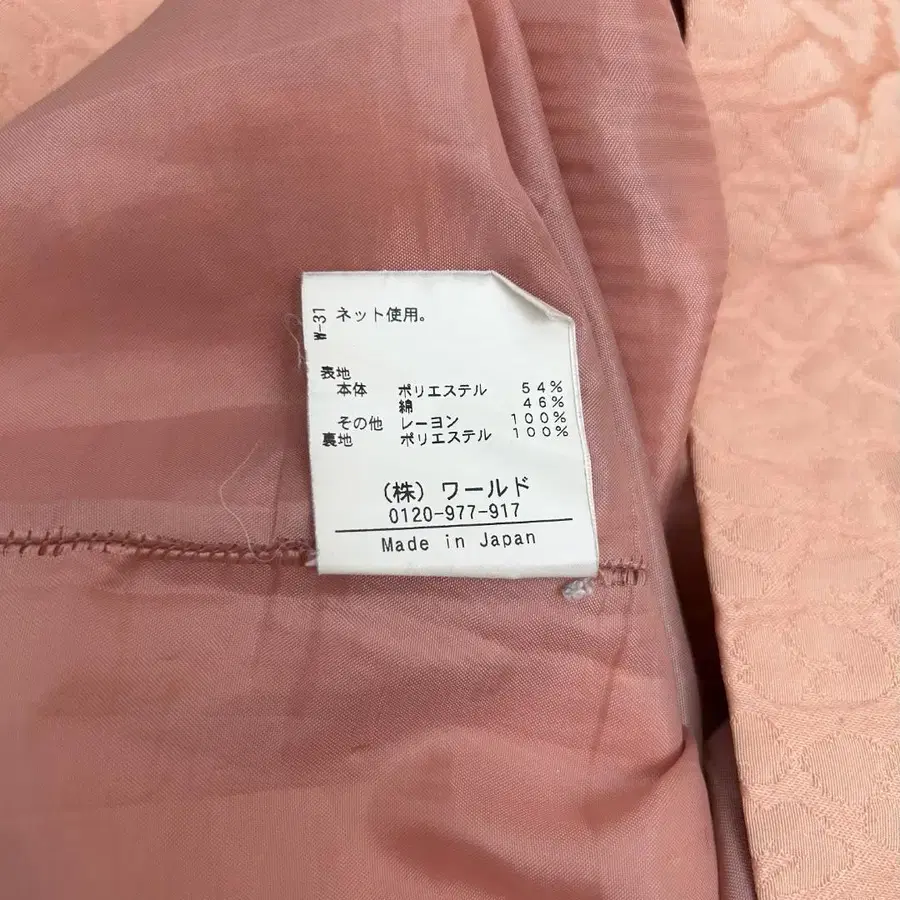 W-31 ネット使用。
表地
本体 ポリエステル 54%
綿 46%
その他 レーヨン 100%
裏地 ポリエステル 100%
(株) ワールド
0120-977-917
Made in Japan